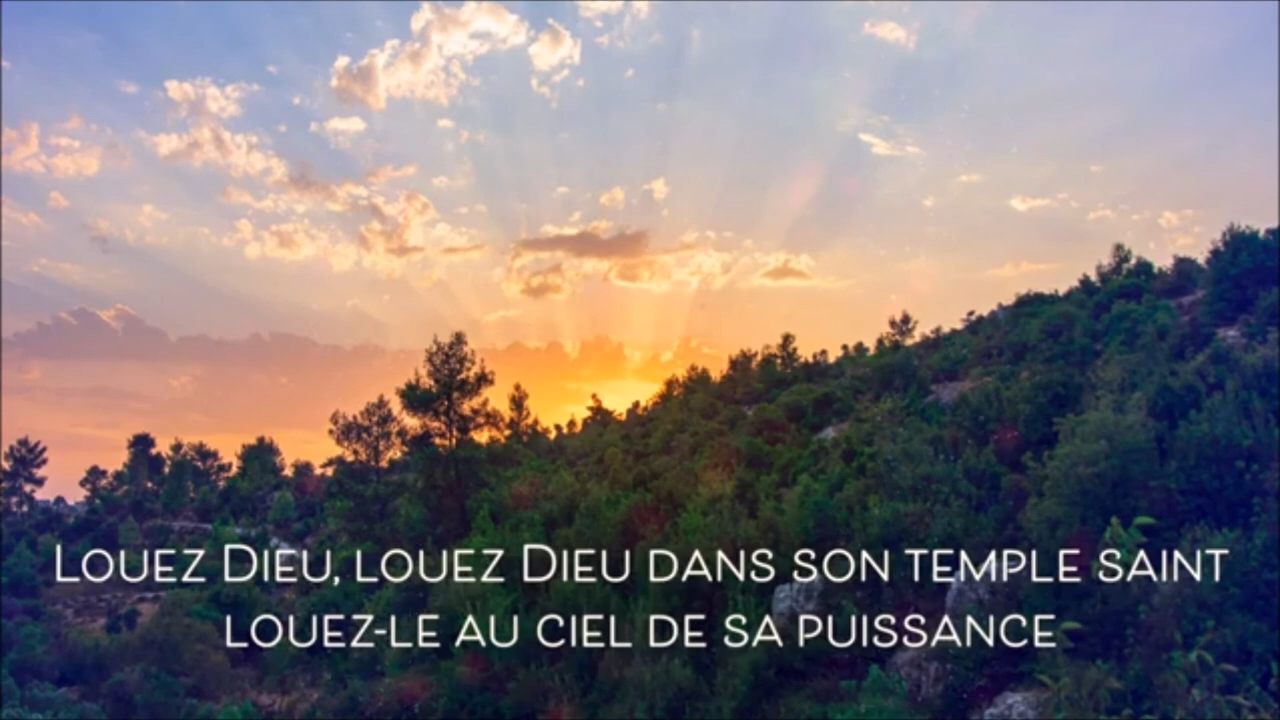 Louez Dieu, louez Dieu dans son temple saint
louez-le au ciel de sa puissance